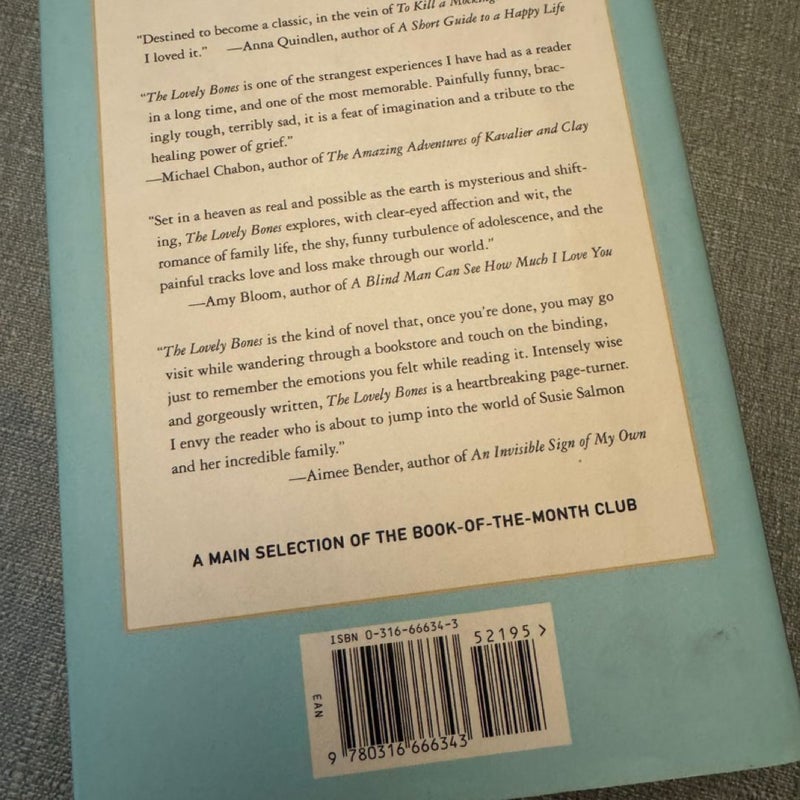 “Destined to become a classic, in the vein of To Kill a
I loved it.” —Anna Quindlen, author of A Short Guide to a Happy Life
“The Lovely Bones is one of the strangest experiences I have had as a reader
in a long time, and one of the most memorable. Painfully funny, brac-
ingly tough, terribly sad, it is a feat of imagination and a tribute to the
healing power of grief.”
—Michael Chabon, author of The Amazing Adventures of Kavalier and Clay
“Set in a heaven as real and possible as the earth is mysterious and shift-
ing, The Lovely Bones explores, with clear-eyed affection and wit, the
romance of family life, the shy, funny turbulence of adolescence, and the
painful tracks love and loss make through our world.”
—Amy Bloom, author of A Blind Man Can See How Much I Love You
“The Lovely Bones is the kind of novel that, once you’re done, you may go
visit while wandering through a bookstore and touch on the binding,
just to remember the emotions you felt while reading it. Intensely wise
and gorgeously written, The Lovely Bones is a heartbreaking page-turner.
I envy the reader who is about to jump into the world of Susie Salmon
and her incredible family.”
—Aimee Bender, author of An Invisible Sign of My Own
A MAIN SELECTION OF THE BOOK-OF-THE-MONTH CLUB
ISBN 0-316-66634-3
52195 >
EAN
9 780316 666343